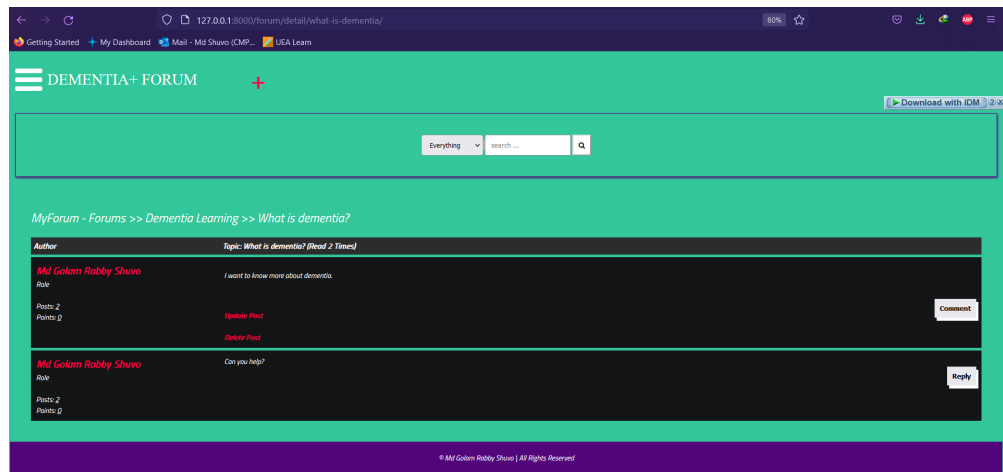 127.0.0.1:8000/forum/detail/what-is-dementia/
80%
ABP
Getting Started My Dashboard Mail - Md Shuvo (CMP... UEA Learn
DEMENTIA+ FORUM +
Download with IDM ? x
Everything search ...
MyForum - Forums >> Dementia Learning >> What is dementia?
Author Topic: What is dementia? (Read 2 Times)
Md Golam Rabby Shuvo
Role
I want to know more about dementia.
Posts: 2
Points: 0
Update Post
Delete Post
Comment
Md Golam Rabby Shuvo
Role
Can you help?
Posts: 2
Points: 0
Reply
© Md Golam Rabby Shuvo | All Rights Reserved